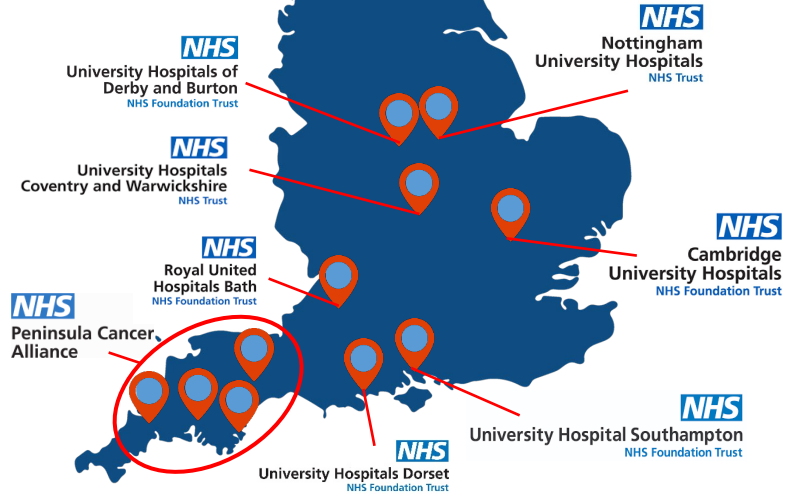 NHS
Nottingham
University Hospitals
NHS Trust
NHS
University Hospitals of
Derby and Burton
NHS Foundation Trust
NHS
University Hospitals
Coventry and Warwickshire
NHS Trust
NHS
Cambridge
University Hospitals
NHS Foundation Trust
NHS
Royal United
Hospitals Bath
NHS Foundation Trust
NHS
Peninsula Cancer
Alliance
NHS
University Hospital Southampton
NHS Foundation Trust
NHS
University Hospitals Dorset
NHS Foundation Trust